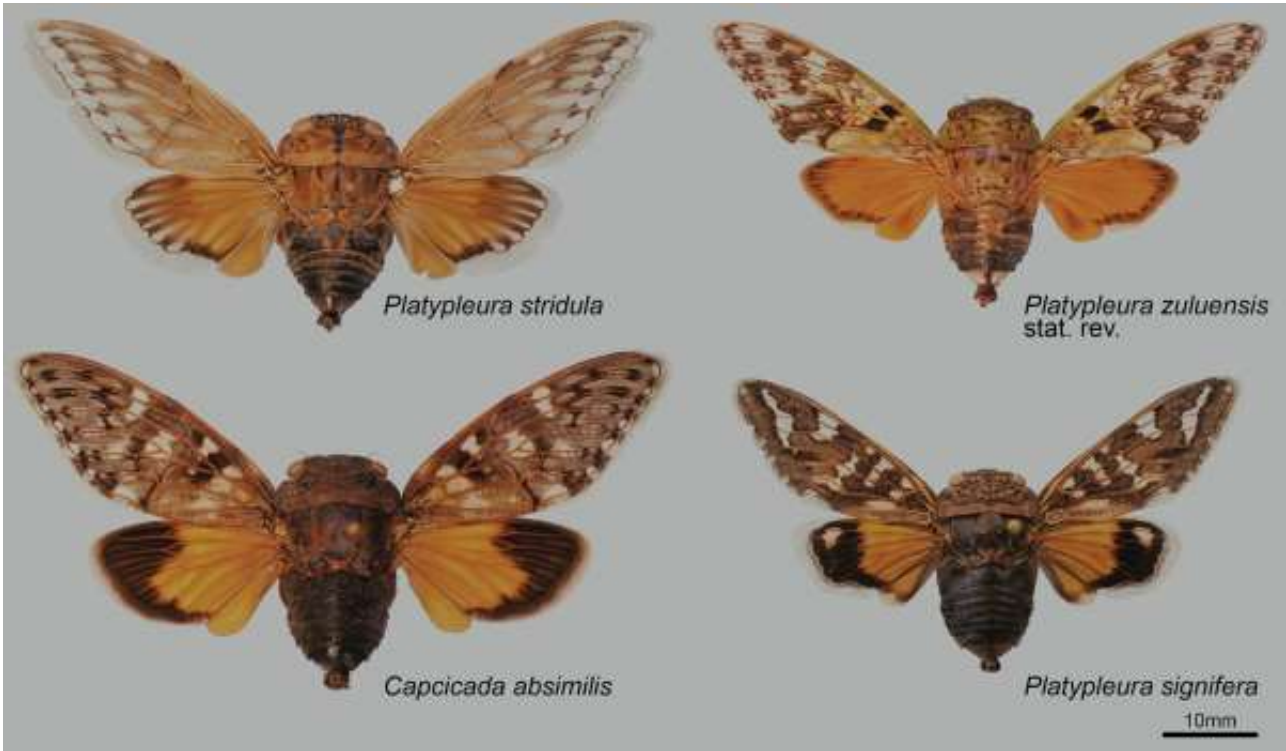 Platypleura stridula
Platypleura zuluensis
stat. rev.
Capcicada absimilis
Platypleura signifera
10mm